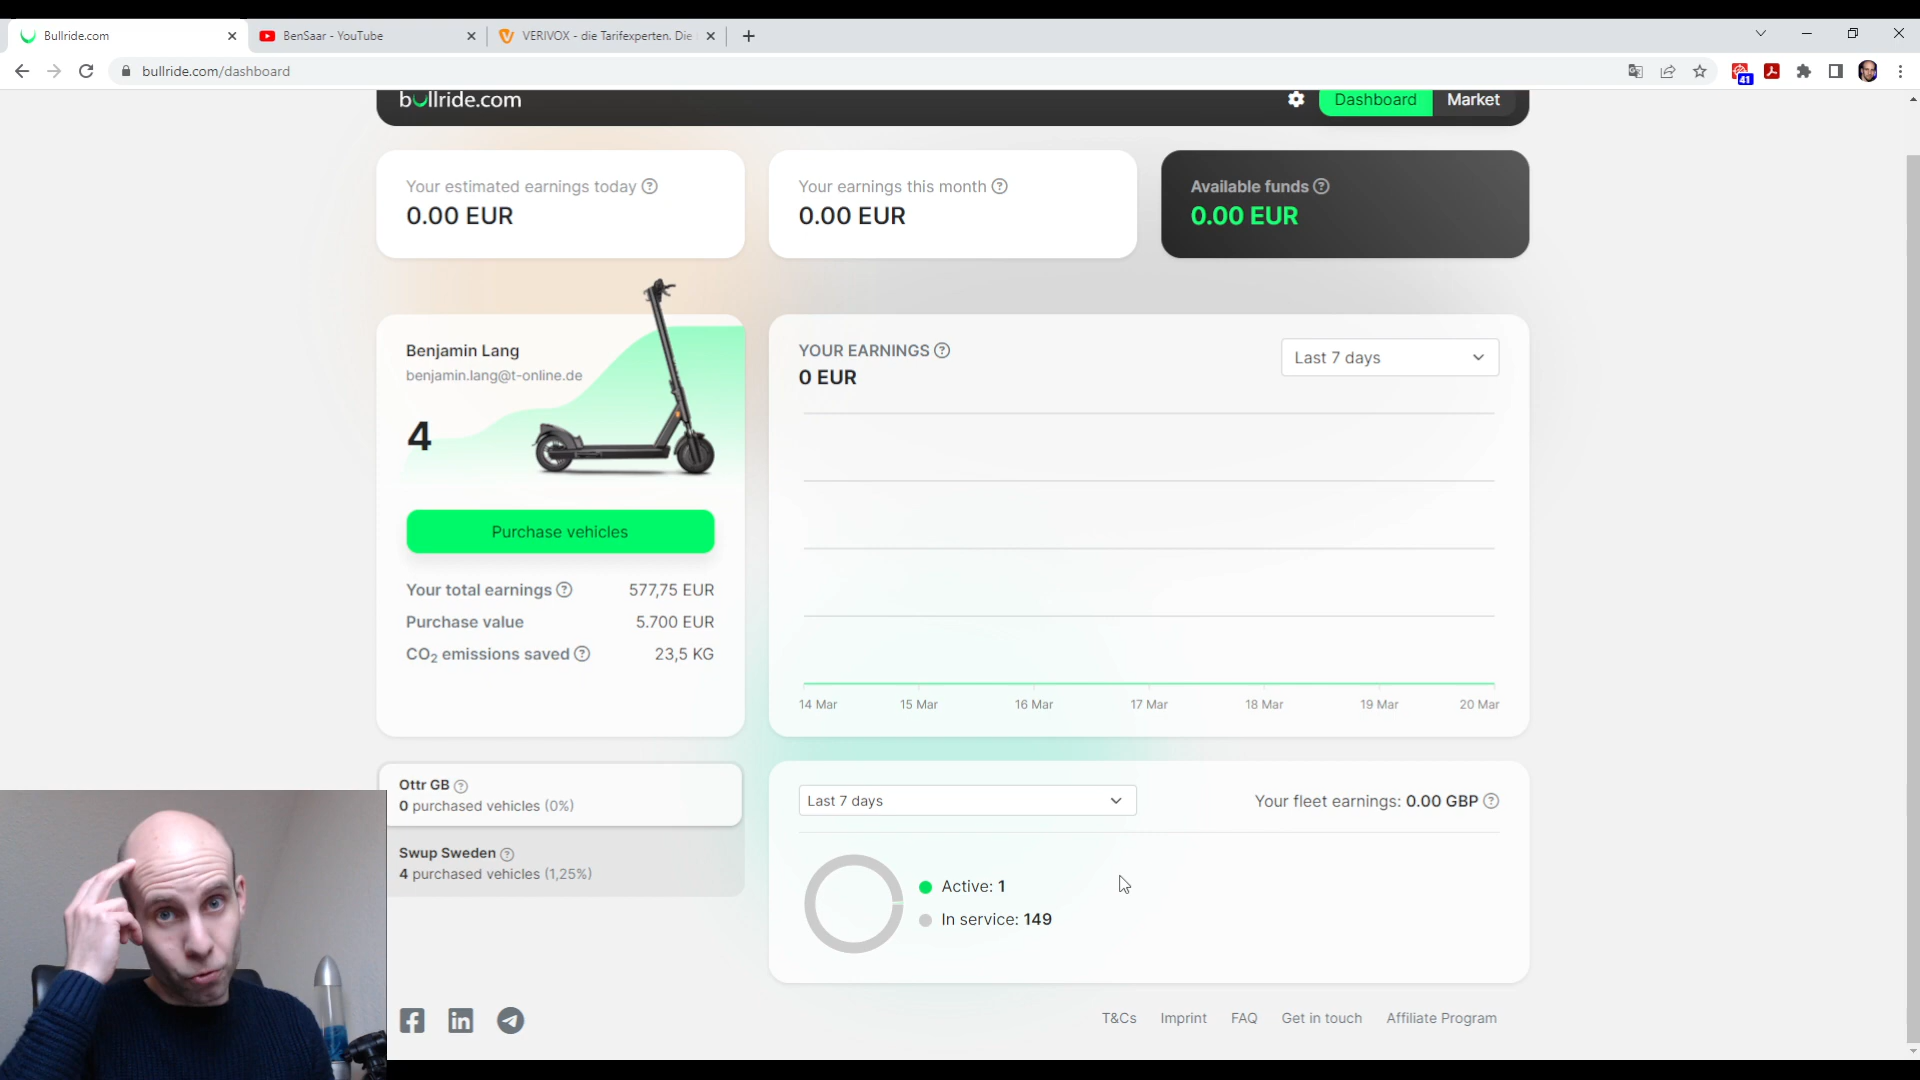 Bullride.com
BenSaar - YouTube
VERIVOX - die Tarifexperten. Die
bullride.com/dashboard
41
bullride.com
Dashboard
Market
Your estimated earnings today
0.00 EUR
Your earnings this month
0.00 EUR
Available funds
0.00 EUR
Benjamin Lang
benjamin.lang@t-online.de
4
Purchase vehicles
Your total earnings 577,75 EUR
Purchase value 5.700 EUR
CO2 emissions saved 23,5 KG
YOUR EARNINGS
0 EUR
Last 7 days
14 Mar 15 Mar 16 Mar 17 Mar 18 Mar 19 Mar 20 Mar
Ottr GB
0 purchased vehicles (0%)
Swup Sweden
4 purchased vehicles (1,25%)
Last 7 days
Your fleet earnings: 0.00 GBP
Active: 1
In service: 149
T&Cs Imprint FAQ Get in touch Affiliate Program